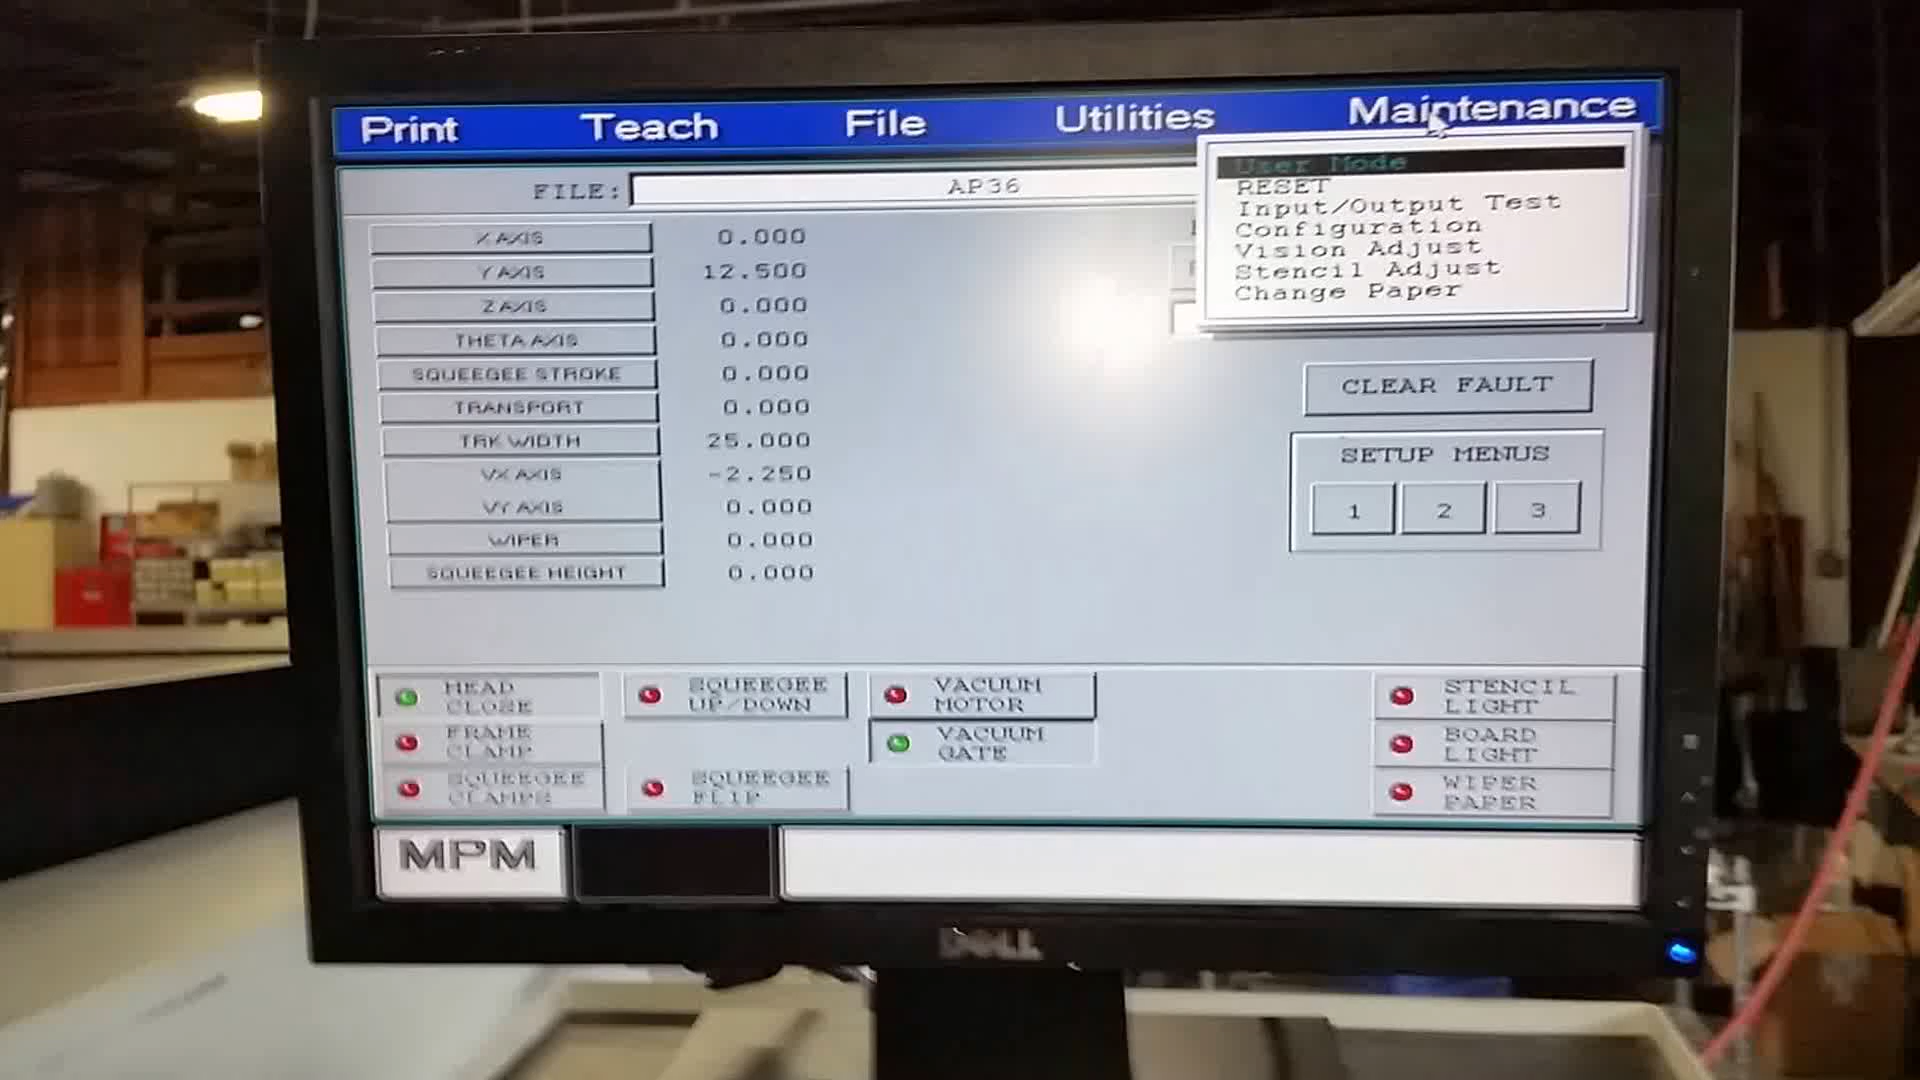 Print Teach File Utilities Maintenance
FILE: AP36
User Mode
RESET
Input/Output Test
Configuration
Vision Adjust
Stencil Adjust
Change Paper
X AXIS 0.000
Y AXIS 12.500
Z AXIS 0.000
THETA AXIS 0.000
SQUEEGEE STROKE 0.000
TRANSPORT 0.000
TRK WIDTH 25.000
VX AXIS -2.250
VY AXIS 0.000
WIPER 0.000
SQUEEGEE HEIGHT 0.000
CLEAR FAULT
SETUP MENUS
1 2 3
HEAD
CLOSE
FRAME
CLAMP
SQUEEGEE
CLAMPS
SQUEEGEE
UP/DOWN
SQUEEGEE
FLIP
VACUUM
MOTOR
VACUUM
GATE
STENCIL
LIGHT
BOARD
LIGHT
WIPER
PAPER
MPM
DELL